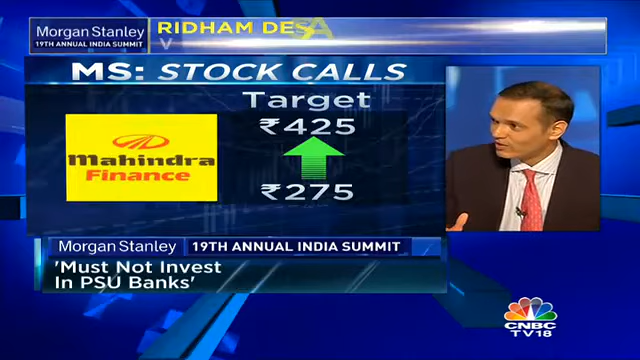 Morgan Stanley
19TH ANNUAL INDIA SUMMIT
RIDHAM DESA
V
MS: STOCK CALLS
Target
₹425
Mahindra
Finance
₹275
Morgan Stanley 19TH ANNUAL INDIA SUMMIT
'Must Not Invest
In PSU Banks'
CNBC
TV18